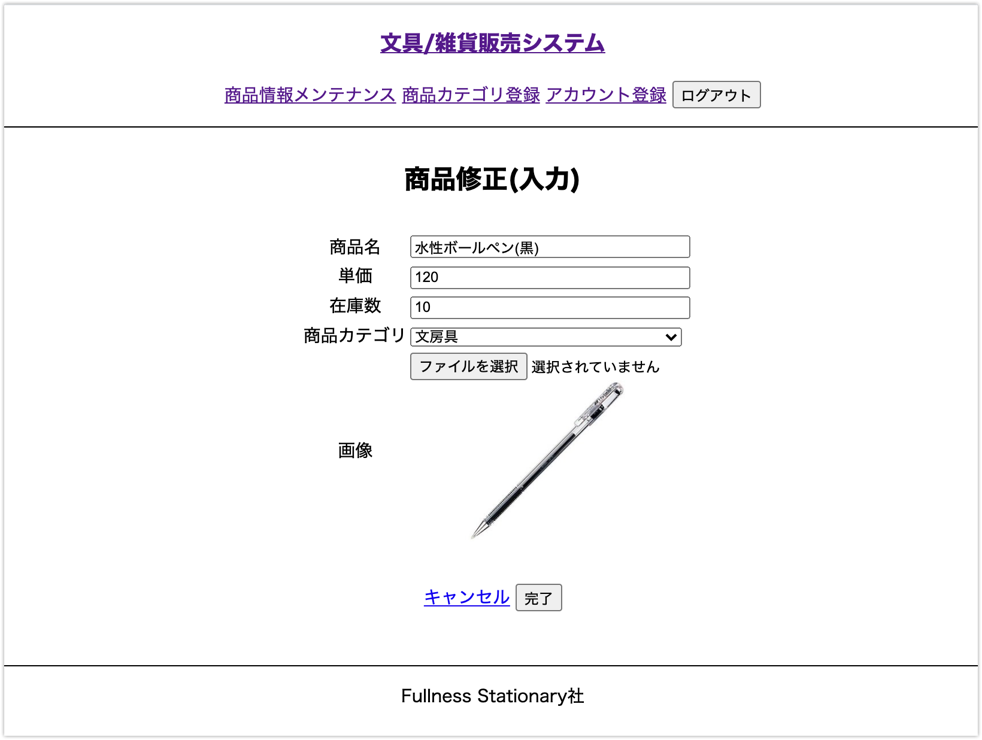 文具/雑貨販売システム
商品情報メンテナンス 商品カテゴリ登録 アカウント登録 ログアウト
商品修正(入力)
商品名 水性ボールペン(黒)
単価 120
在庫数 10
商品カテゴリ 文房具
ファイルを選択 選択されていません
画像
キャンセル 完了
Fullness Stationary社